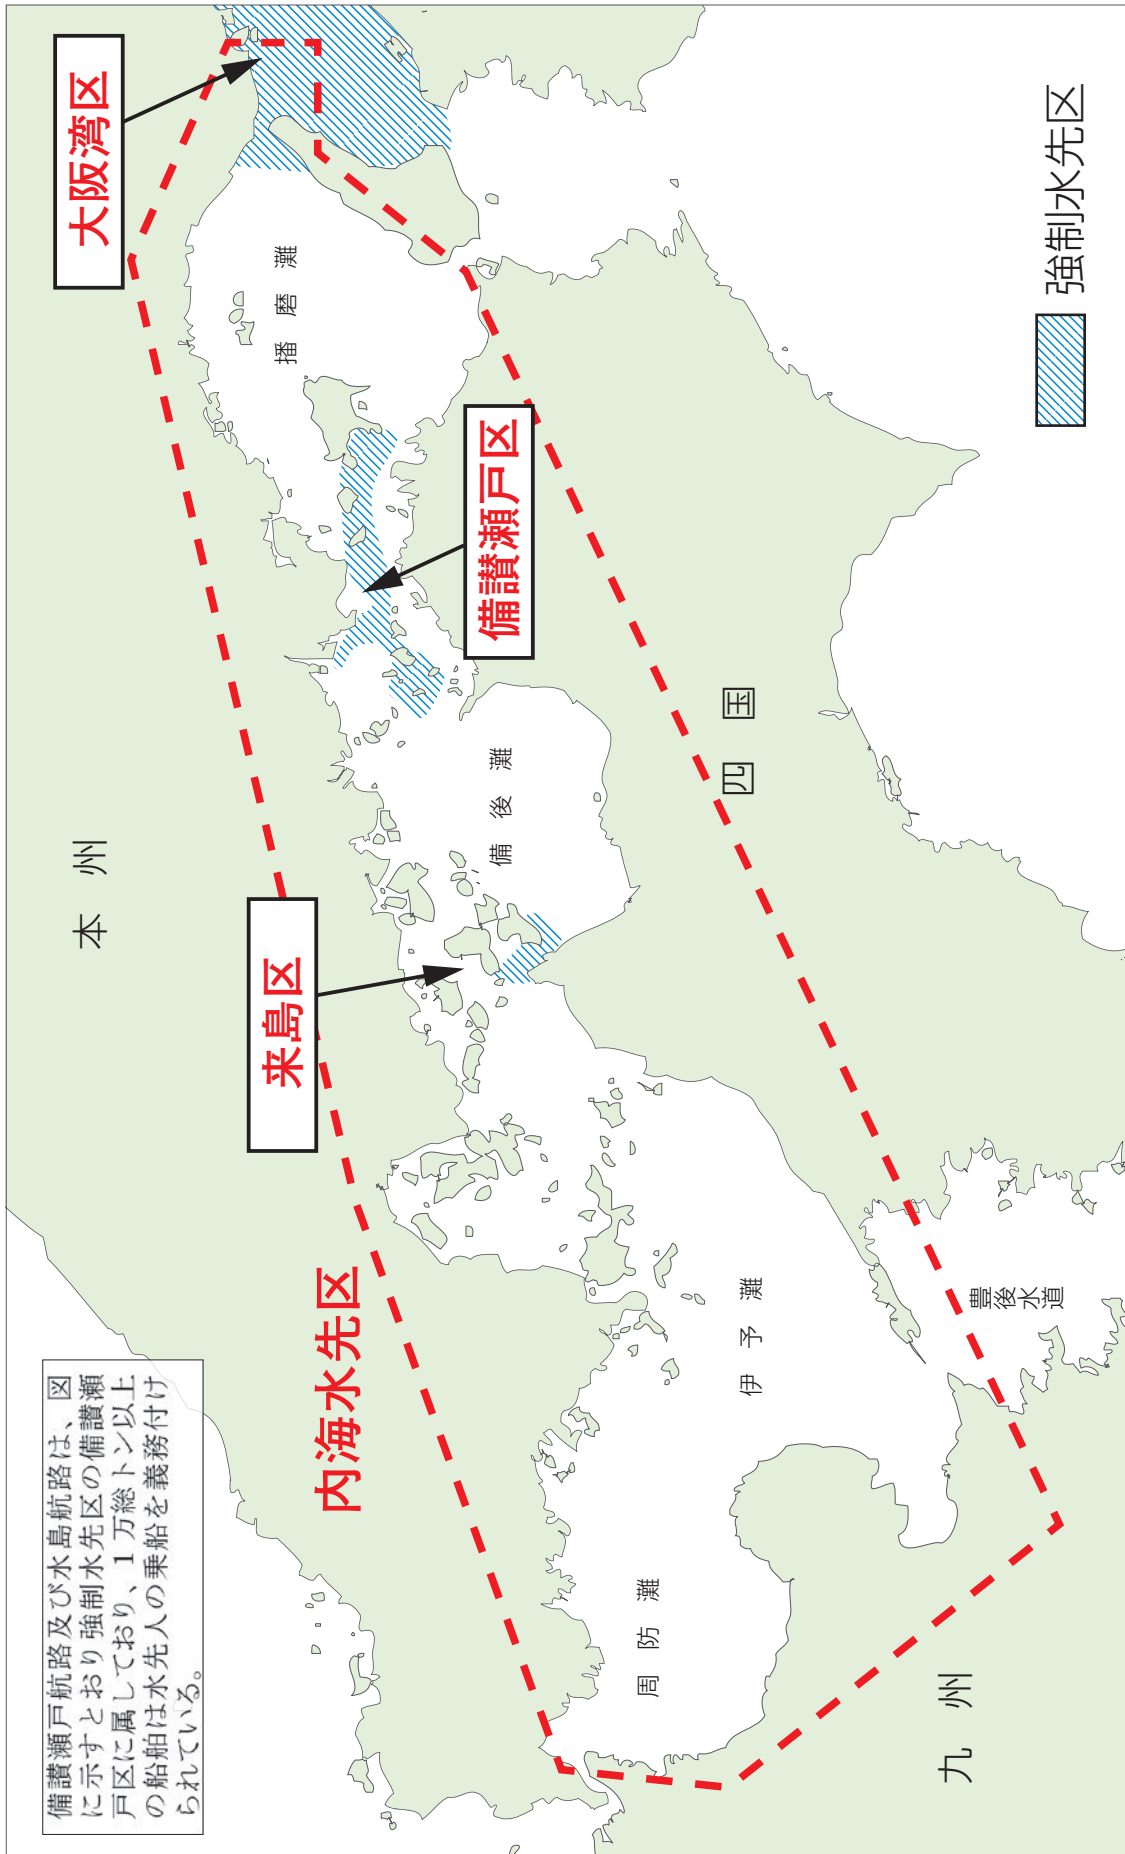 備讃瀬戸航路及び水島航路は、図
に示すとおり強制水先区の備讃瀬
戸区に属しており、1万総トン以上
の船舶は水先人の乗船を義務付け
られている。
本州
内海水先区
来島区
大阪湾区
備讃瀬戸区
播磨灘
備後灘
伊予灘
周防灘
四国
豊後
水道
九州
強制水先区